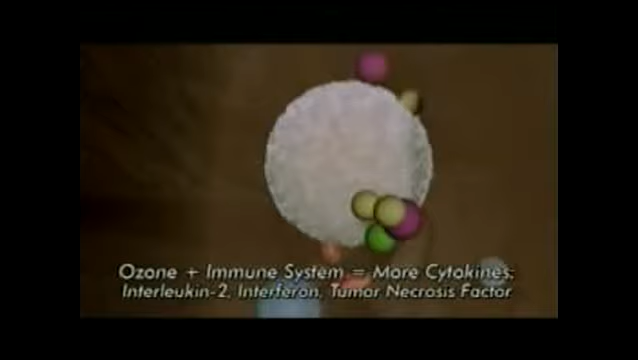 Ozone + Immune System = More Cytokines:
Interleukin-2, Interferon, Tumor Necrosis Factor